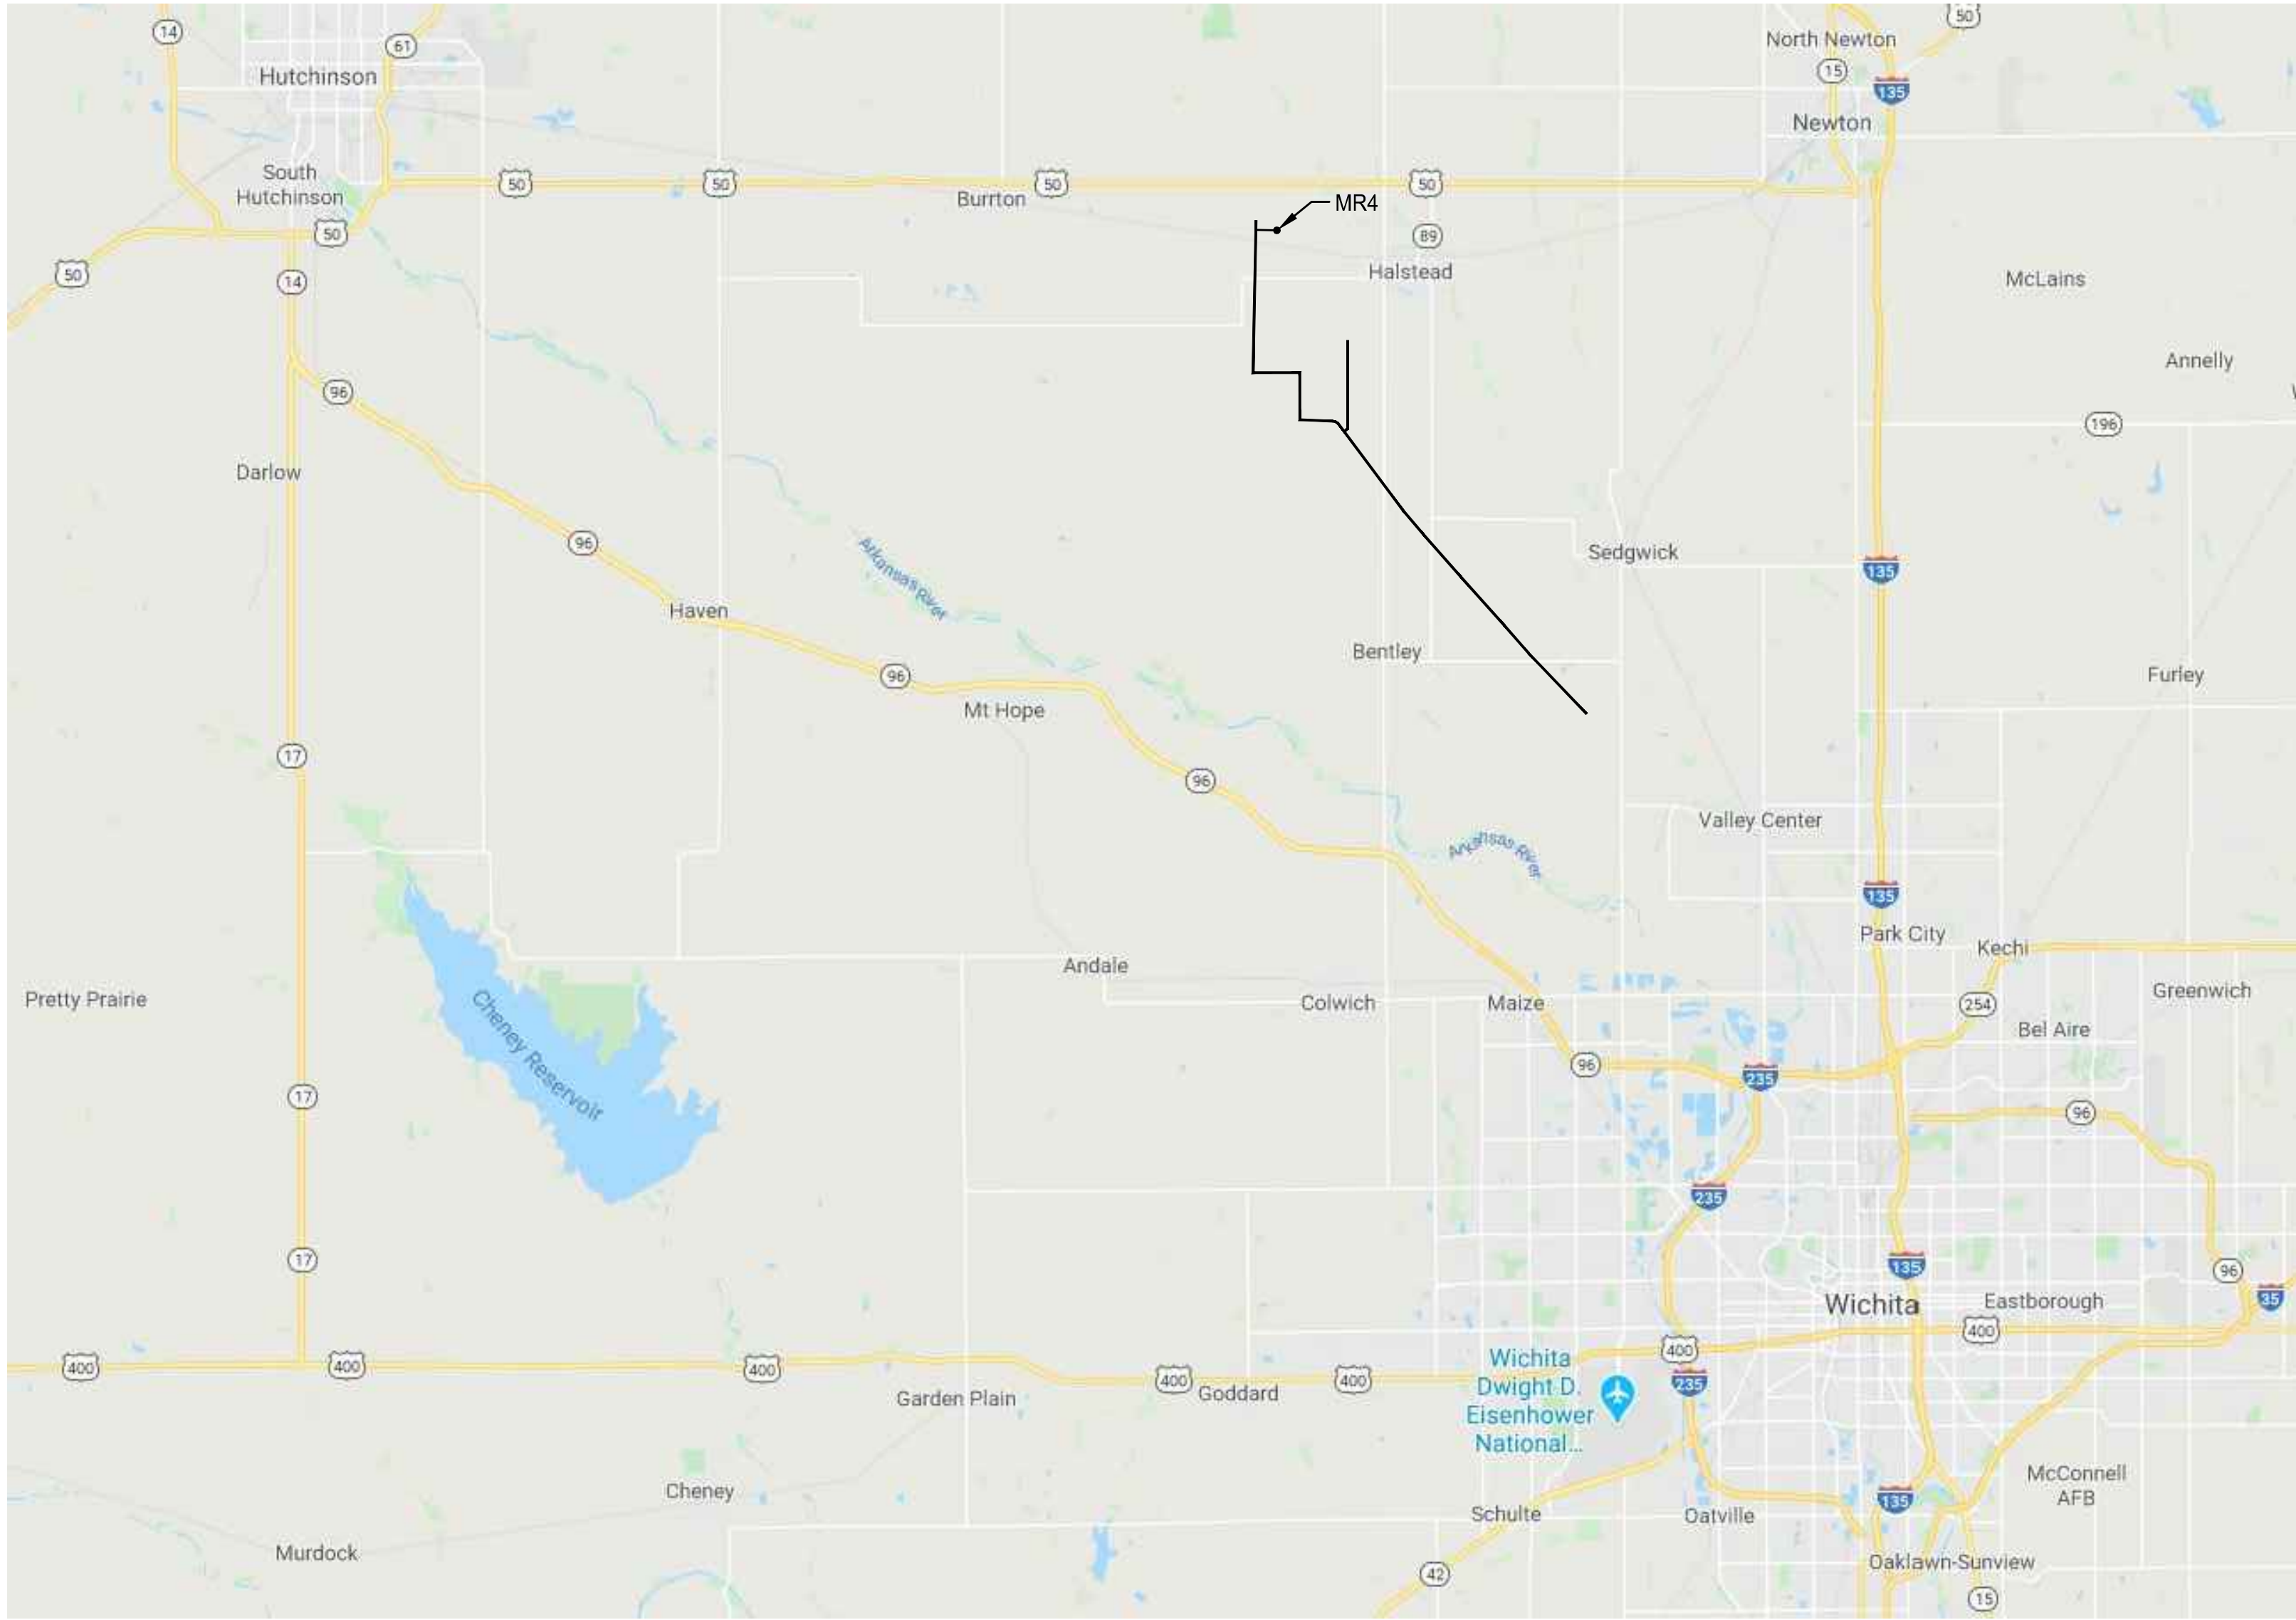 50
14
North Newton
61
15
Hutchinson
135
Newton
South
Hutchinson
50
50
50
50
Burrton
MR4
50
89
50
Halstead
14
McLains
Annelly
96
196
Darlow
96
Arkansas River
Sedgwick
135
Haven
Bentley
96
Furley
Mt Hope
17
96
Valley Center
Arkansas River
135
Park City
Kechi
Andale
Pretty Prairie
Cheney Reservoir
Colwich
Maize
254
Greenwich
Bel Aire
96
235
17
96
235
17
135
96
35
Wichita
Eastborough
400
400
400
400
400
400
400
Wichita
Dwight D.
Eisenhower
National...
235
Garden Plain
Goddard
Cheney
McConnell
AFB
135
Schulte
Oatville
Murdock
Oaklawn-Sunview
42
15